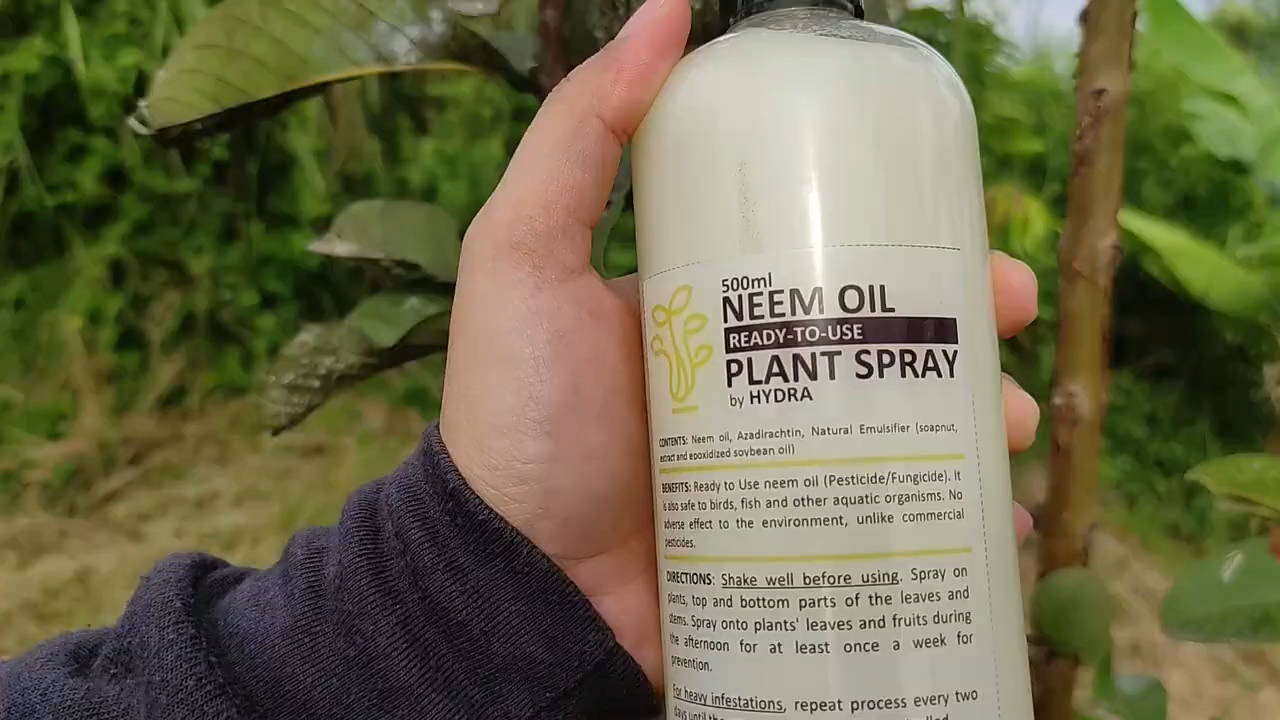 500ml
NEEM OIL
READY-TO-USE
PLANT SPRAY
by HYDRA
CONTENTS: Neem oil, Azadirachtin, Natural Emulsifier (soapnut,
extract and epoxidized soybean oil)
BENEFITS: Ready to Use neem oil (Pesticide/Fungicide). It
is also safe to birds, fish and other aquatic organisms. No
adverse effect to the environment, unlike commercial
pesticides.
DIRECTIONS: Shake well before using. Spray on
plants, top and bottom parts of the leaves and
stems. Spray onto plants' leaves and fruits during
the afternoon for at least once a week for
prevention.
For heavy infestations, repeat process every two
days until